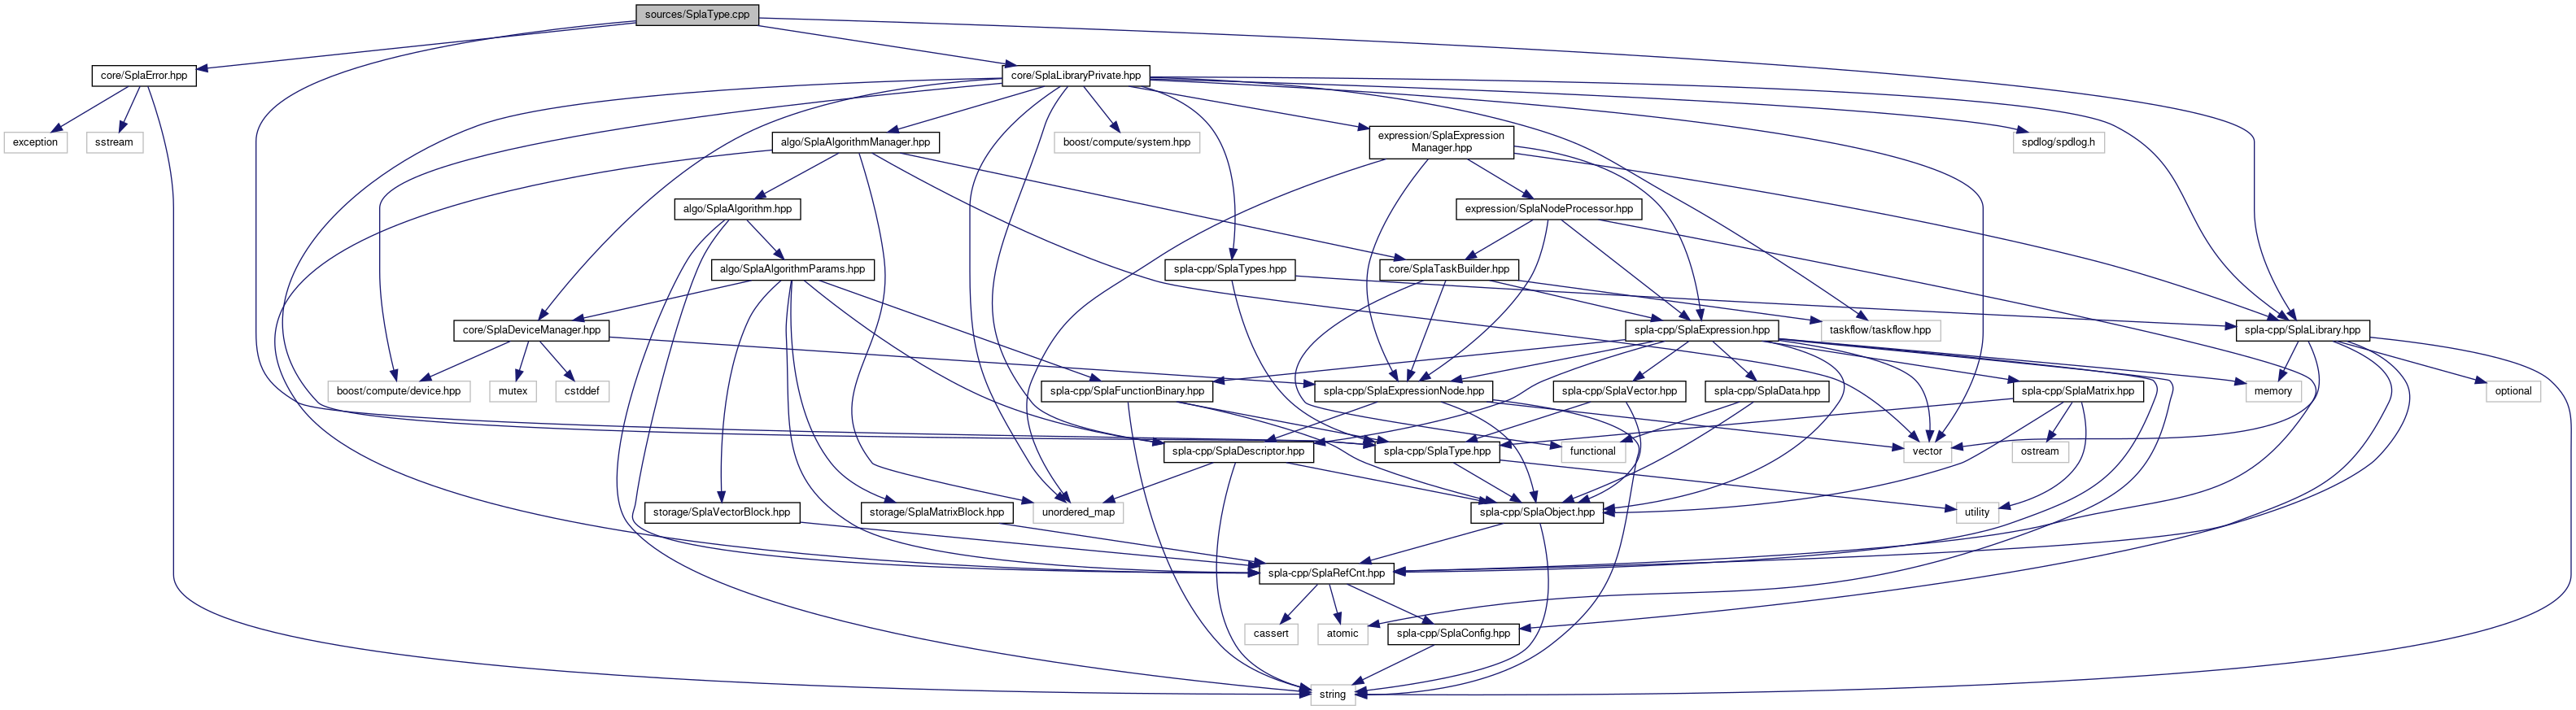 sources/SplaType.cpp
core/SplaError.hpp
core/SplaLibraryPrivate.hpp
exception
sstream
algo/SplaAlgorithmManager.hpp
boost/compute/system.hpp
expression/SplaExpression
Manager.hpp
spdlog/spdlog.h
algo/SplaAlgorithm.hpp
expression/SplaNodeProcessor.hpp
algo/SplaAlgorithmParams.hpp
spla-cpp/SplaTypes.hpp
core/SplaTaskBuilder.hpp
core/SplaDeviceManager.hpp
spla-cpp/SplaExpression.hpp
taskflow/taskflow.hpp
spla-cpp/SplaLibrary.hpp
boost/compute/device.hpp
mutex
cstddef
spla-cpp/SplaFunctionBinary.hpp
spla-cpp/SplaExpressionNode.hpp
spla-cpp/SplaVector.hpp
spla-cpp/SplaData.hpp
spla-cpp/SplaMatrix.hpp
memory
optional
spla-cpp/SplaDescriptor.hpp
spla-cpp/SplaType.hpp
functional
vector
ostream
storage/SplaVectorBlock.hpp
storage/SplaMatrixBlock.hpp
unordered_map
spla-cpp/SplaObject.hpp
utility
spla-cpp/SplaRefCnt.hpp
cassert
atomic
spla-cpp/SplaConfig.hpp
string